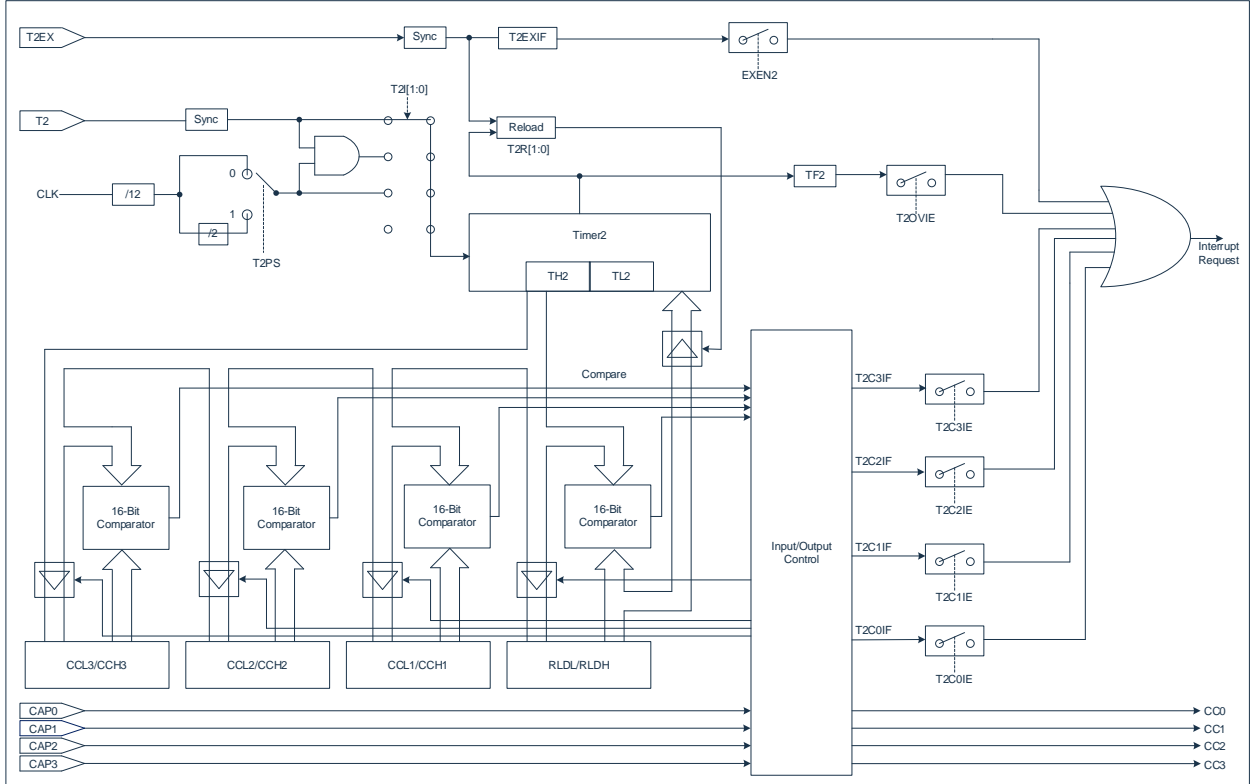 T2EX
Sync
T2EXIF
EXEN2
T2I[1:0]
T2
Sync
Reload
T2R[1:0]
0
CLK
/12
TF2
T2OVIE
1
/2
T2PS
Timer2
TH2
TL2
Interrupt
Request
Compare
T2C3IF
T2C3IE
T2C2IF
T2C2IE
16-Bit
Comparator
16-Bit
Comparator
16-Bit
Comparator
16-Bit
Comparator
Input/Output
Control
T2C1IF
T2C1IE
T2C0IF
T2C0IE
CCL3/CCH3
CCL2/CCH2
CCL1/CCH1
RLDL/RLDH
CAP0
CC0
CAP1
CC1
CAP2
CC2
CAP3
CC3